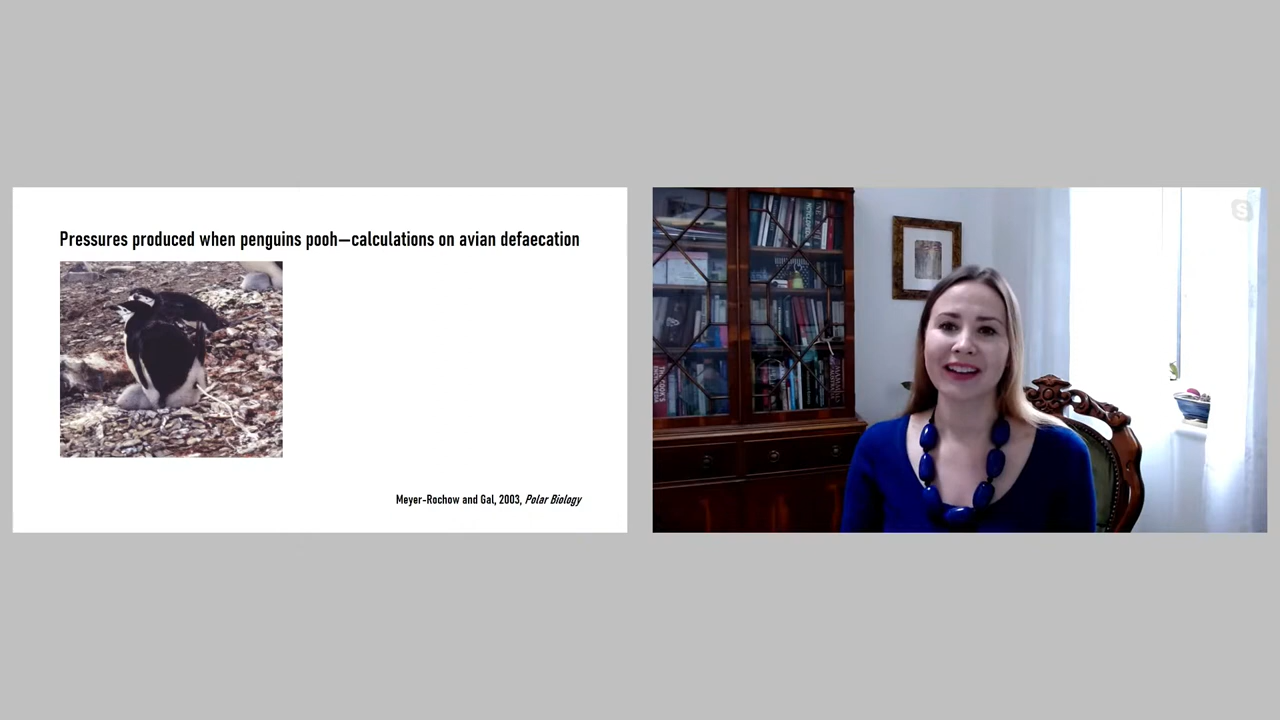 Pressures produced when penguins pooh—calculations on avian defaecation
Meyer-Rochow and Gal, 2003, Polar Biology